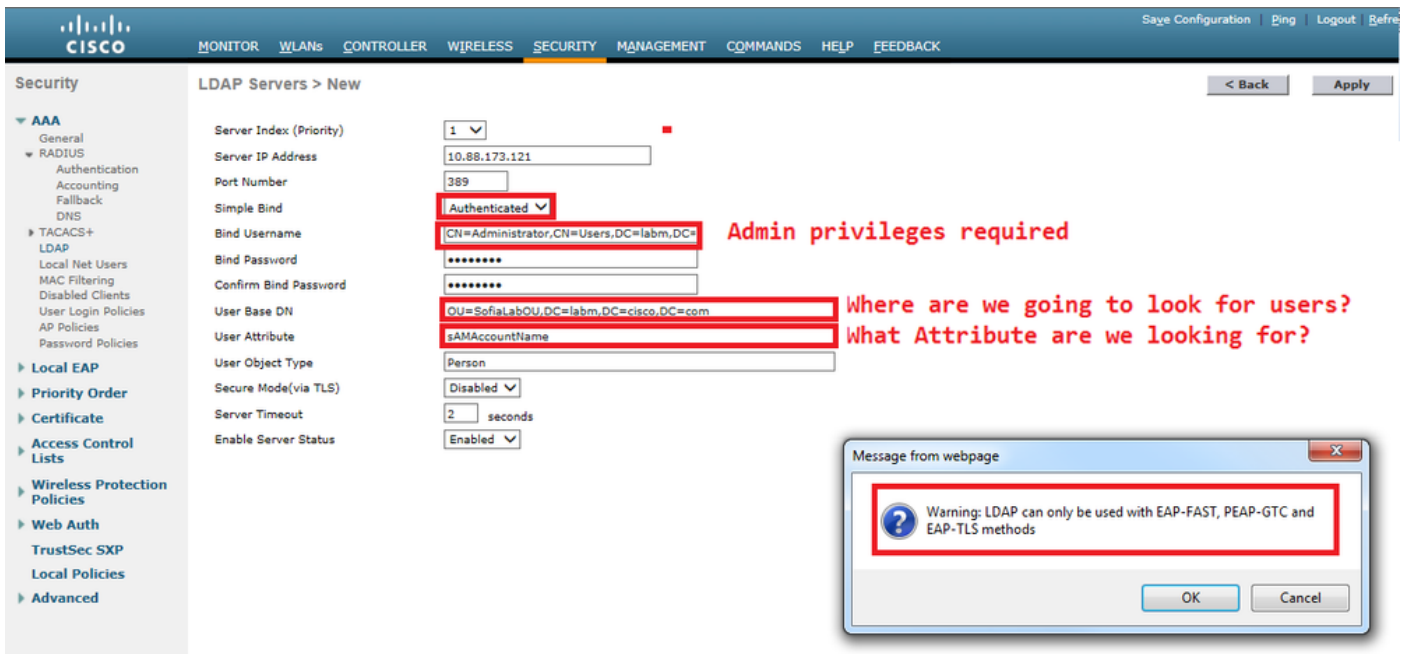 Save Configuration | Ping | Logout | Refre
CISCO
MONITOR WLANs CONTROLLER WIRELESS SECURITY MANAGEMENT COMMANDS HELP FEEDBACK
Security
AAA
General
RADIUS
Authentication
Accounting
Fallback
DNS
TACACS+
LDAP
Local Net Users
MAC Filtering
Disabled Clients
User Login Policies
AP Policies
Password Policies
Local EAP
Priority Order
Certificate
Access Control
Lists
Wireless Protection
Policies
Web Auth
TrustSec SXP
Local Policies
Advanced
LDAP Servers > New
< Back Apply
Server Index (Priority) 1
Server IP Address 10.88.173.121
Port Number 389
Simple Bind Authenticated
Bind Username CN=Administrator,CN=Users,DC=labm,DC= Admin privileges required
Bind Password ••••••••
Confirm Bind Password ••••••••
User Base DN OU=SofiaLabOU,DC=labm,DC=cisco,DC=com Where are we going to look for users?
User Attribute sAMAccountName What Attribute are we looking for?
User Object Type Person
Secure Mode(via TLS) Disabled
Server Timeout 2 seconds
Enable Server Status Enabled
Message from webpage
x
Warning: LDAP can only be used with EAP-FAST, PEAP-GTC and
EAP-TLS methods
OK Cancel